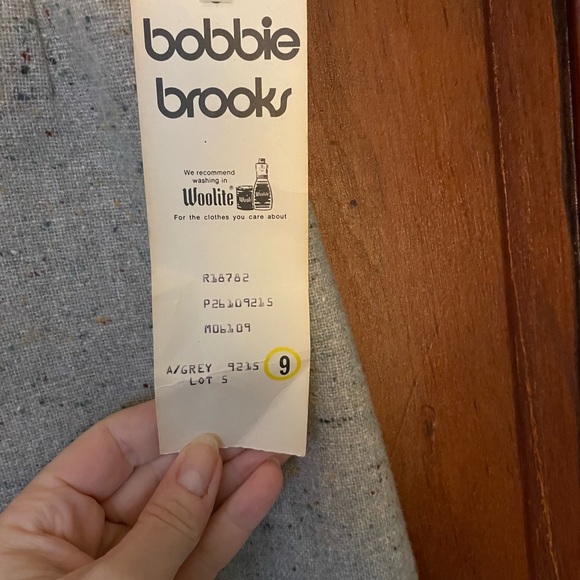 bobbie
brooks
We recommend
washing in
Woolite®
For the clothes you care about
R18782
P26109215
M06109
A/GREY 9215 9
LOT 5